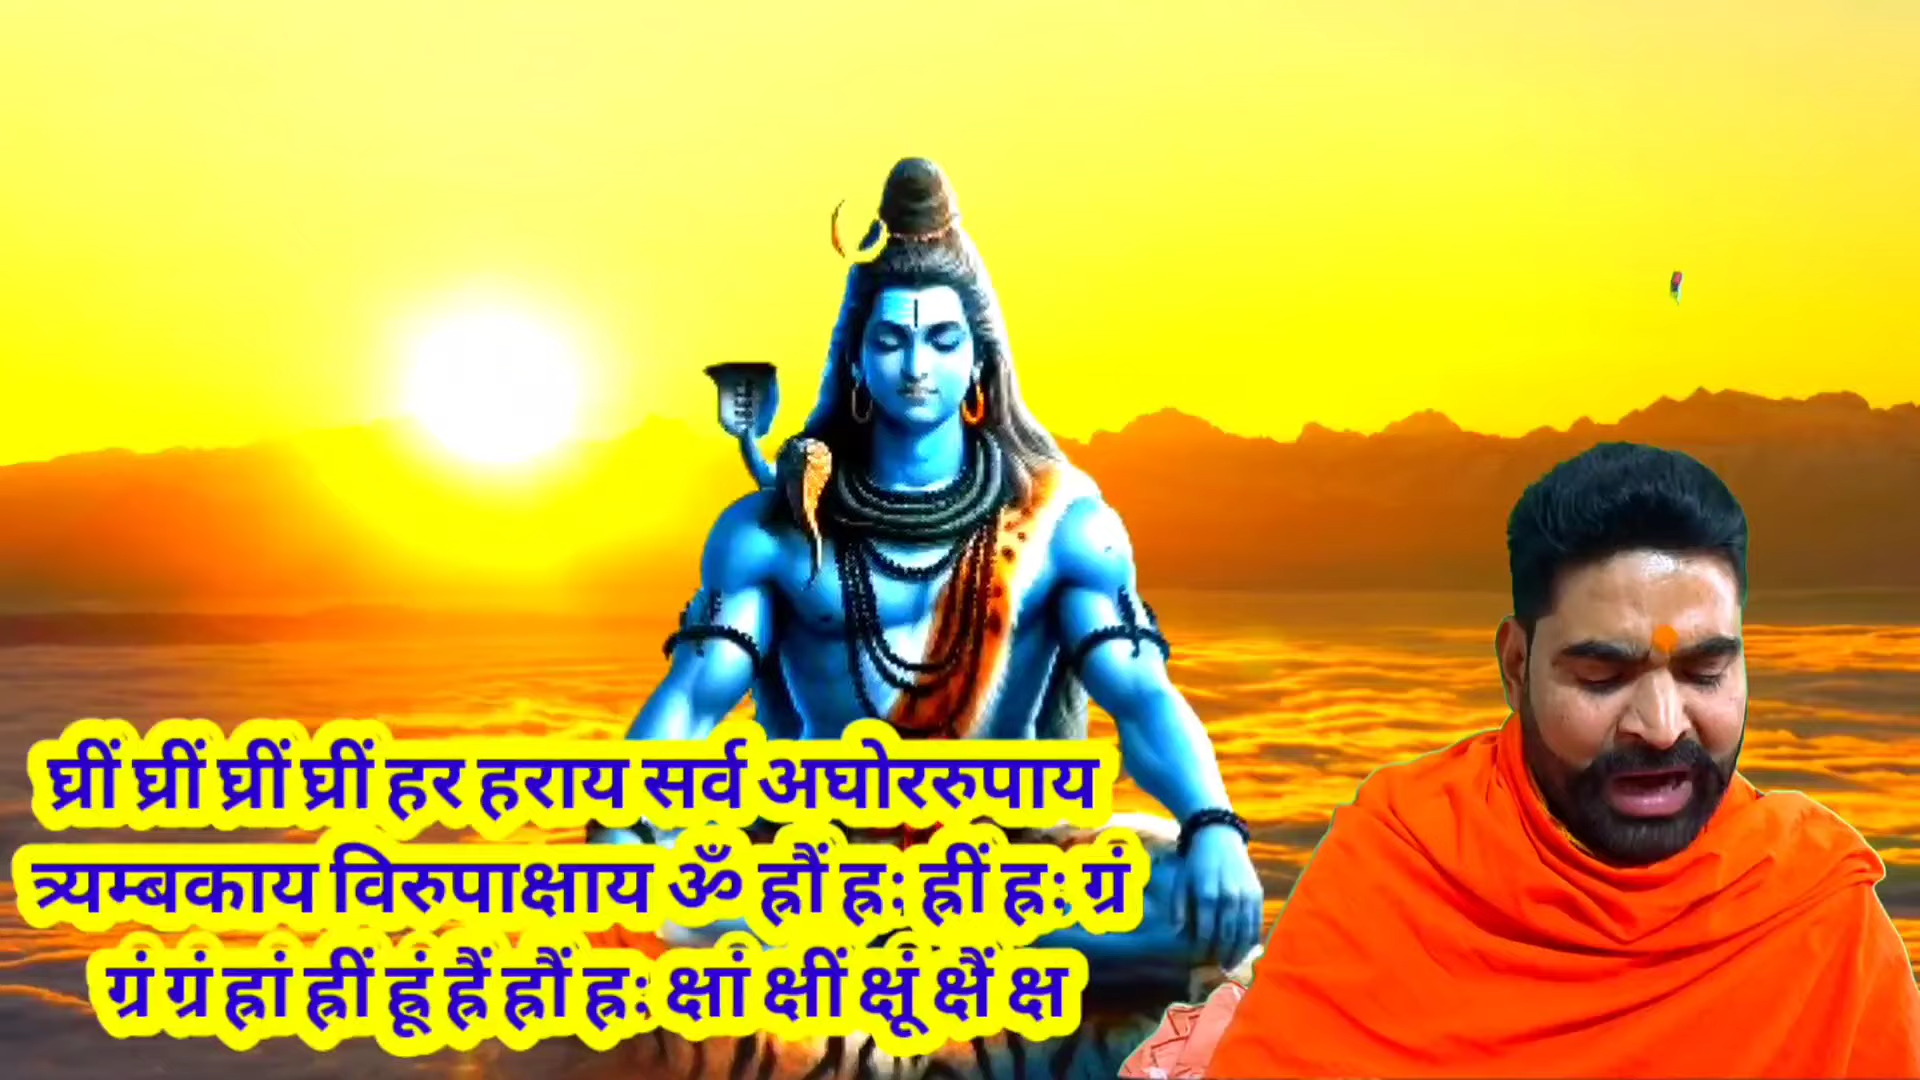 घ्रीं घ्रीं घ्रीं घ्रीं हर हराय सर्व अघोररुपाय
त्र्यम्बकाय विरुपाक्षाय ॐ ह्रौं ह्रः ह्रीं ह्रः ग्रं
ग्रं ग्रं ह्रां ह्रीं ह्रूं ह्रैं ह्रौं ह्रः क्षां क्षीं क्षूं क्षैं क्ष